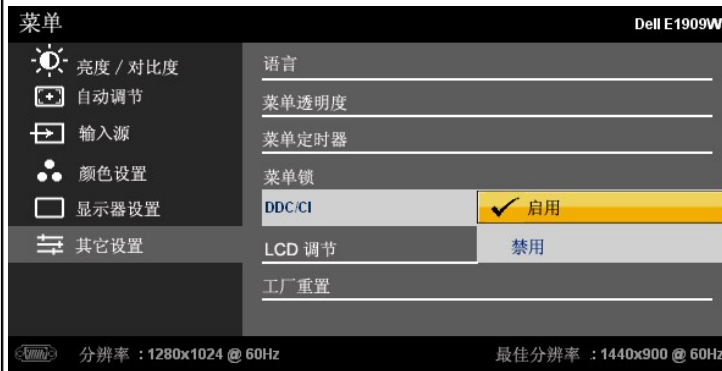 菜单
Dell E1909W
亮度 / 对比度
自动调节
输入源
颜色设置
显示器设置
其它设置
语言
菜单透明度
菜单定时器
菜单锁
DDC/CI
启用
禁用
LCD 调节
工厂重置
分辨率 : 1280x1024 @ 60Hz
最佳分辨率 : 1440x900 @ 60Hz